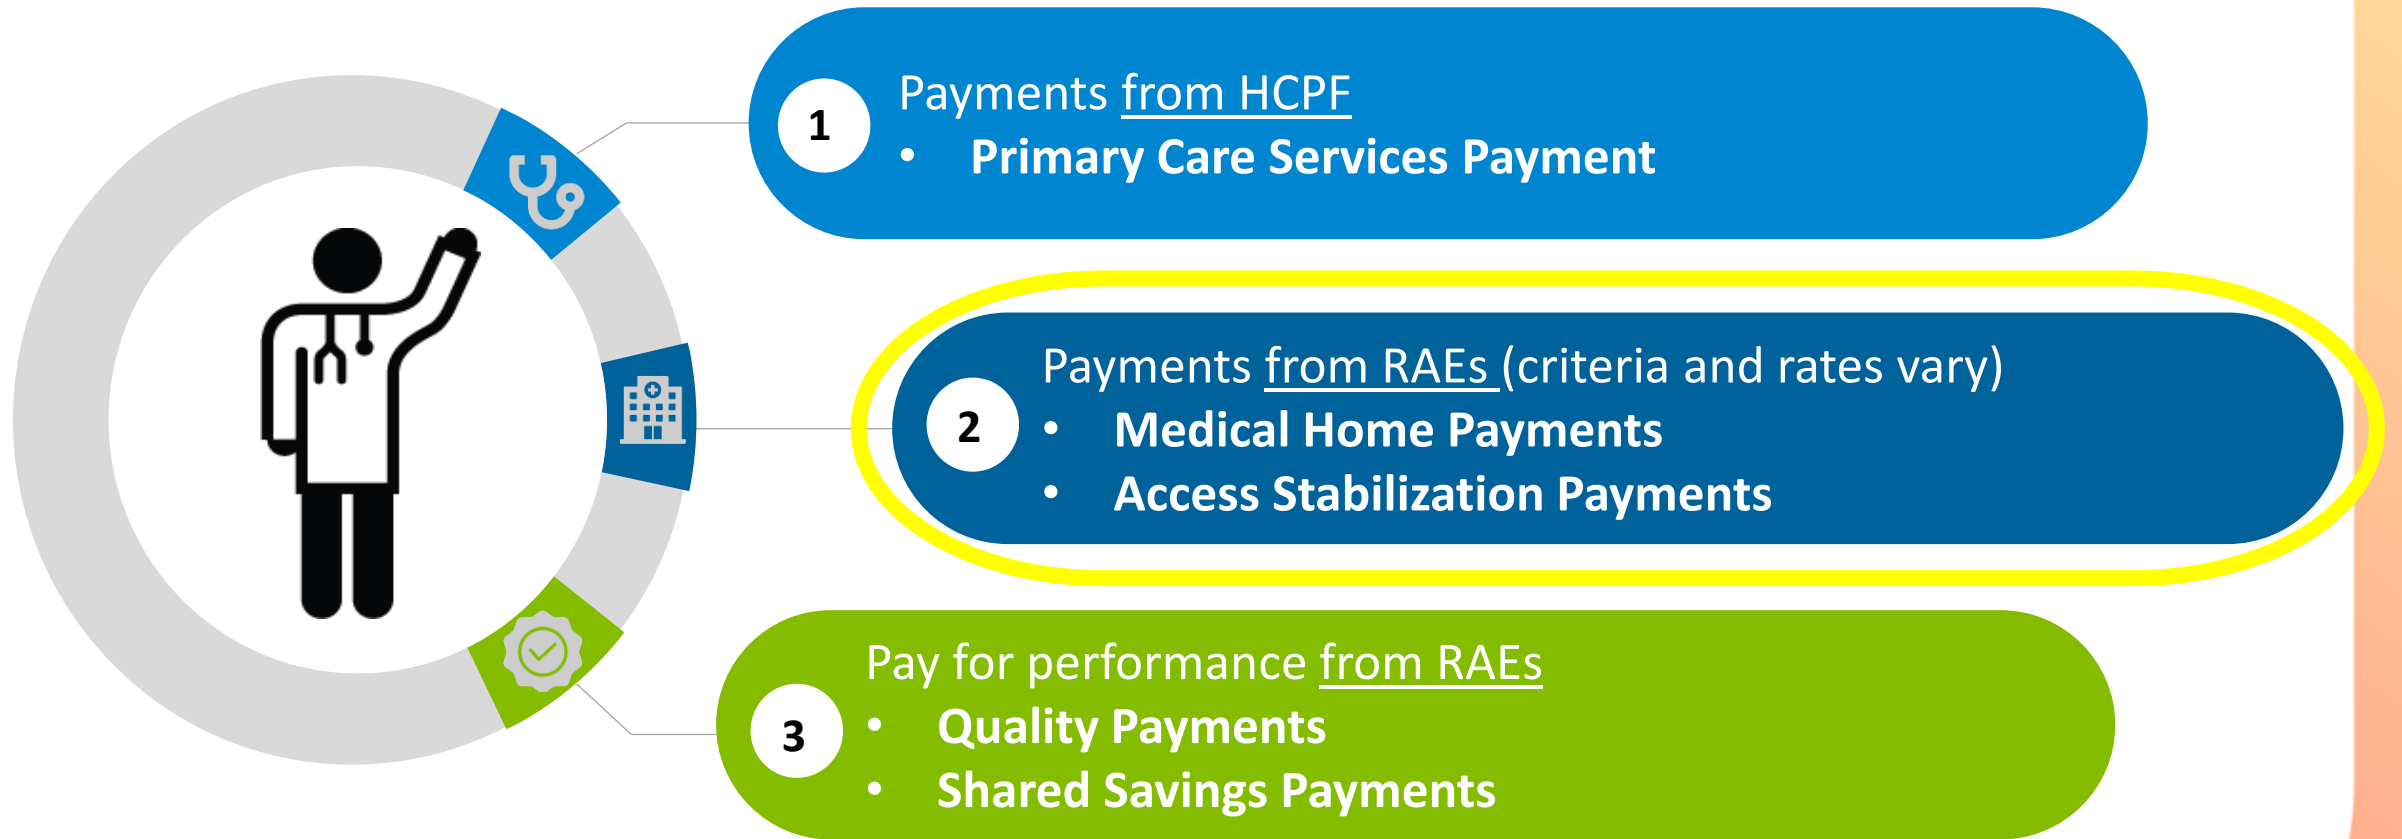 1
Payments from HCPF
• Primary Care Services Payment
2
Payments from RAEs (criteria and rates vary)
• Medical Home Payments
• Access Stabilization Payments
3
Pay for performance from RAEs
• Quality Payments
• Shared Savings Payments